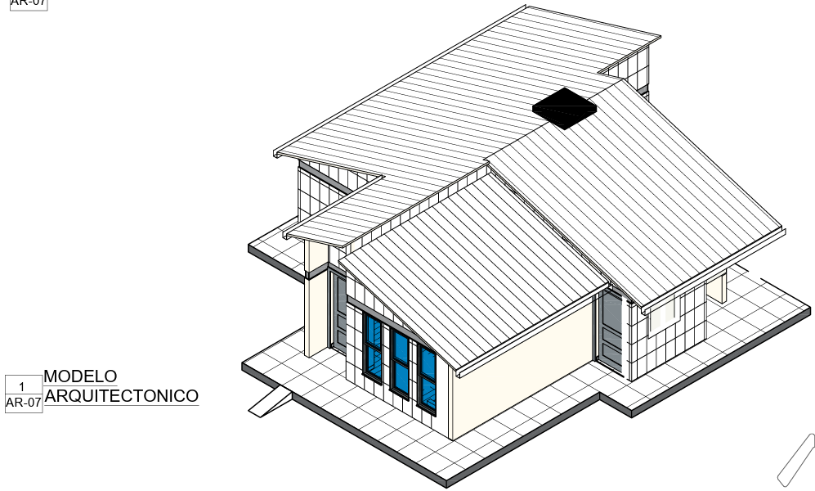 AR-07
1
AR-07
MODELO
ARQUITECTONICO